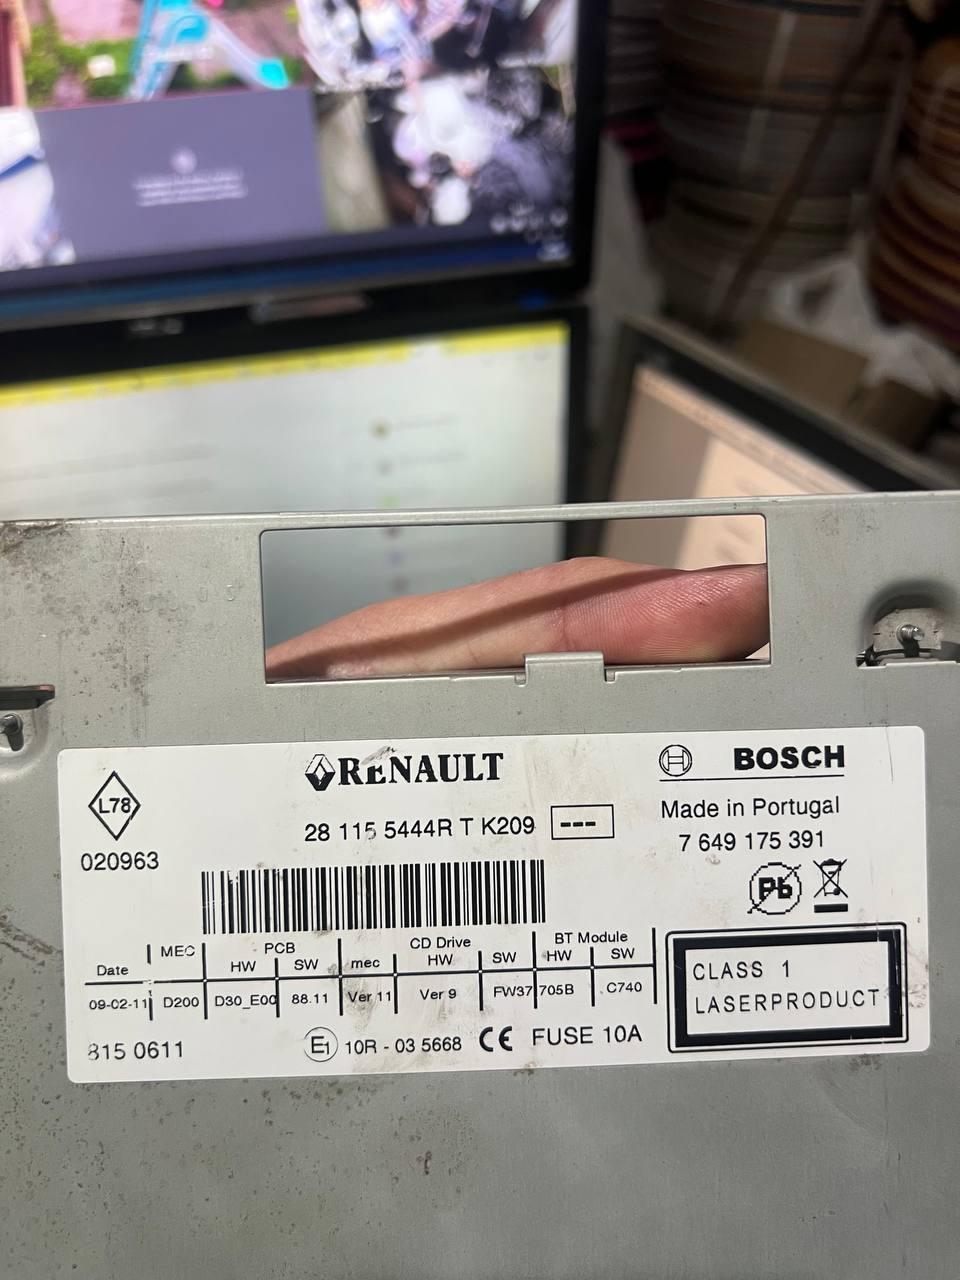 RENAULT
BOSCH
L78
28 115 5444R T K209 ---
Made in Portugal
020963
7 649 175 391
Pb
Date MEC PCB HW SW mec CD Drive HW SW BT Module HW SW
09-02-11 D200 D30_E00 88.11 Ver 11 Ver 9 FW37 705B C740
CLASS 1
LASERPRODUCT
815 0611
E1 10R - 03 5668 CE FUSE 10A